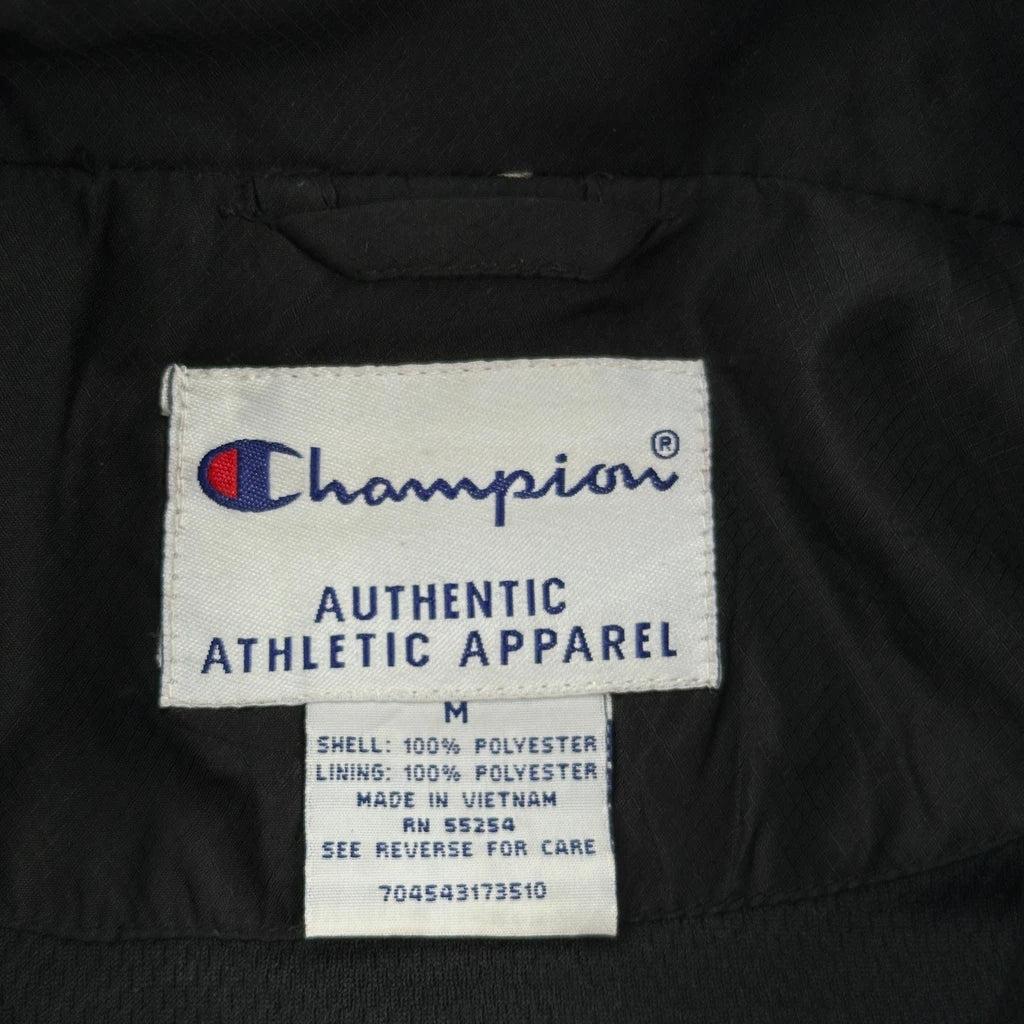 Champion®
AUTHENTIC
ATHLETIC APPAREL
M
SHELL: 100% POLYESTER
LINING: 100% POLYESTER
MADE IN VIETNAM
RN 55254
SEE REVERSE FOR CARE
704543173510